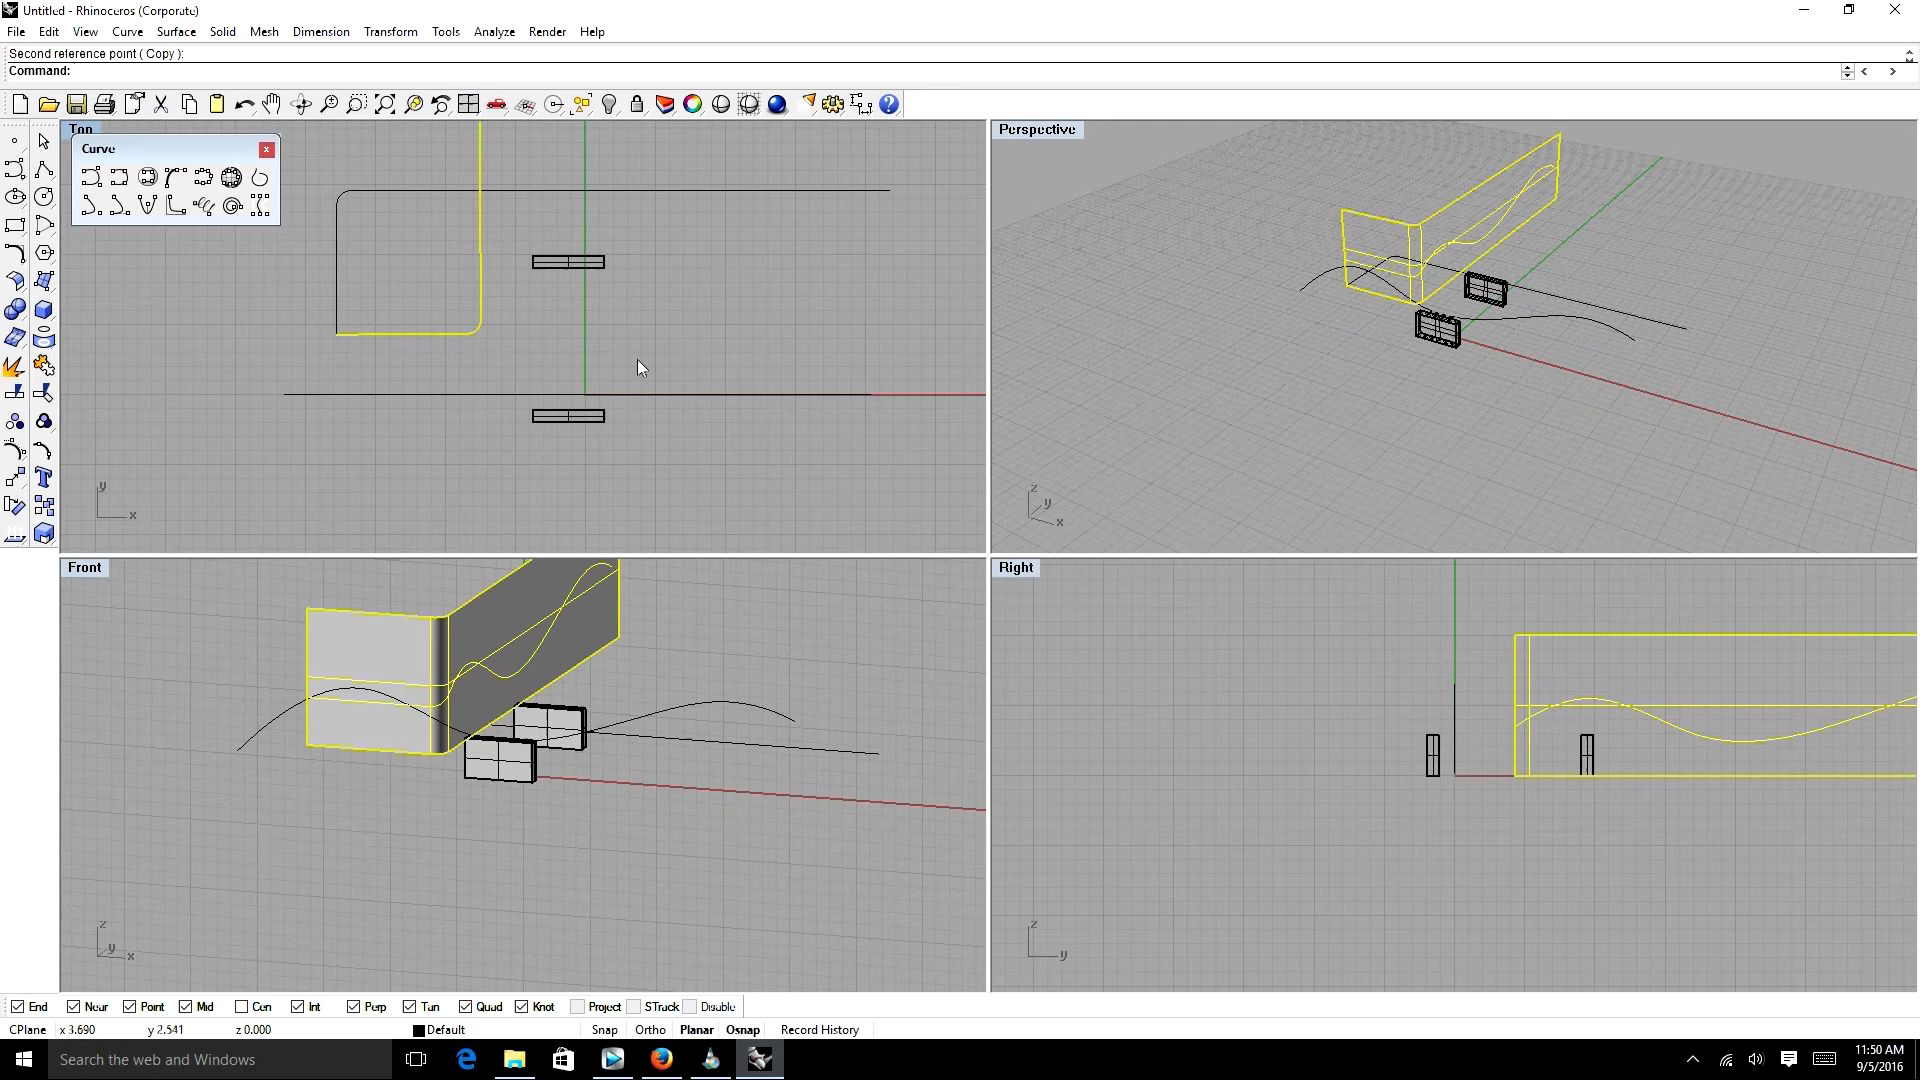 Untitled - Rhinoceros (Corporate)
File Edit View Curve Surface Solid Mesh Dimension Transform Tools Analyze Render Help
Second reference point ( Copy ):
Command:
Top
Curve
y
x
Perspective
z
y
x
Front
z
y
x
Right
z
y
End Near Point Mid Cen Int Perp Tan Quad Knot Project STrack Disable
CPlane x 3.690 y 2.541 z 0.000 Default Snap Ortho Planar Osnap Record History
Search the web and Windows
11:50 AM
9/5/2016